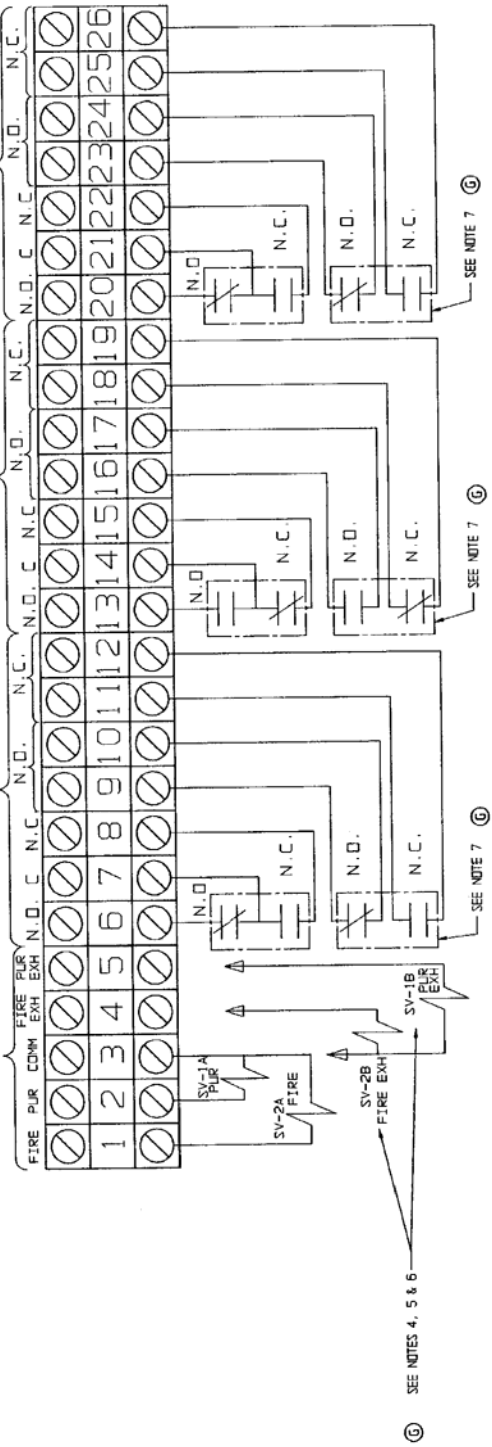 FIRE PUR COMM FIRE EXH PUR EXH N.O. C N.C N.O. N.C. N.O. C N.C N.O. N.C. N.O. C N.C N.O. N.C.
1 2 3 4 5 6 7 8 9 10 11 12 13 14 15 16 17 18 19 20 21 22 23 24 25 26
SV-1A
PUR
SV-2A
FIRE
SV-2B
FIRE EXH
SV-1B
PUR
EXH
N.O
N.C.
N.O.
N.C.
SEE NOTE 7 G
N.O
N.C.
N.O.
N.C.
SEE NOTE 7 G
N.O
N.C.
N.O.
N.C.
SEE NOTE 7 G
G SEE NOTES 4, 5 & 6